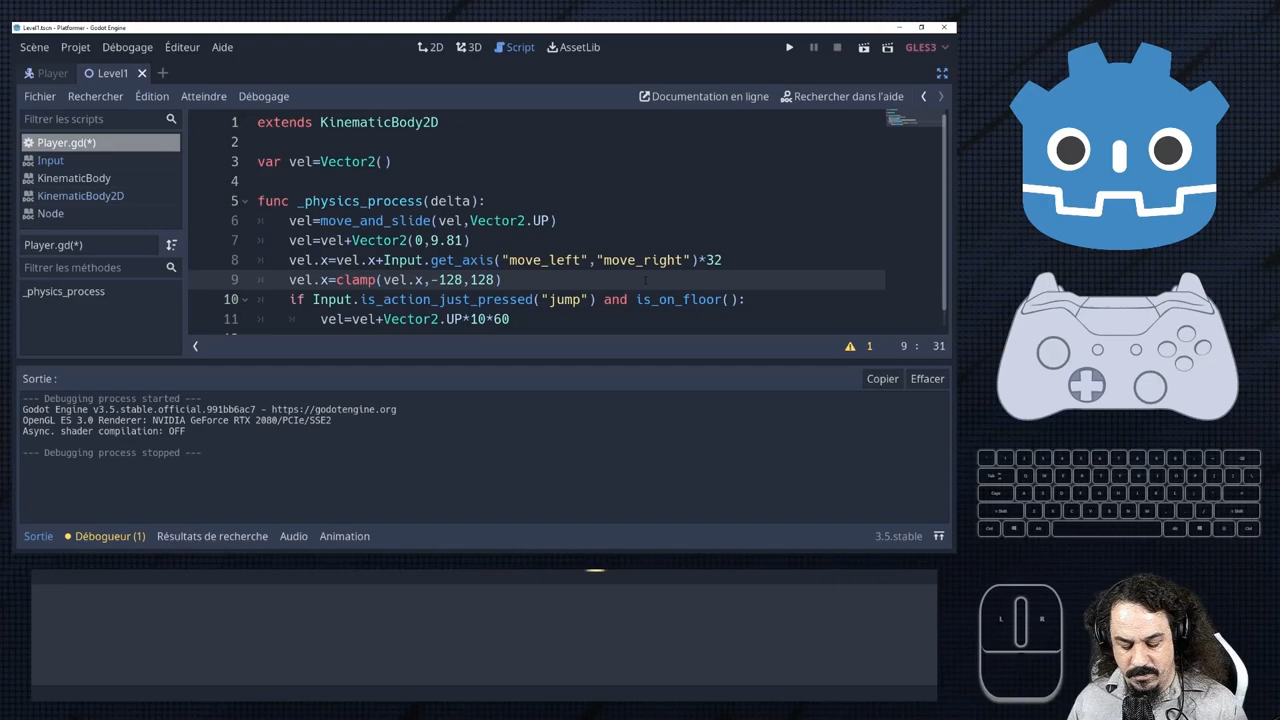 Level1.tscn - Platformer - Godot Engine
Scène Projet Débogage Éditeur Aide
2D 3D Script AssetLib
GLES3
Player Level1
Fichier Rechercher Édition Atteindre Débogage
Documentation en ligne Rechercher dans l'aide
Filtrer les scripts
Player.gd(*)
Input
KinematicBody
KinematicBody2D
Node
Player.gd(*)
Filtrer les méthodes
_physics_process
1 extends KinematicBody2D
2
3 var vel=Vector2()
4
5 func _physics_process(delta):
6 vel=move_and_slide(vel,Vector2.UP)
7 vel=vel+Vector2(0,9.81)
8 vel.x=vel.x+Input.get_axis("move_left","move_right")*32
9 vel.x=clamp(vel.x,-128,128)
10 if Input.is_action_just_pressed("jump") and is_on_floor():
11 vel=vel+Vector2.UP*10*60
1 9 : 31
Sortie :
Copier Effacer
--- Debugging process started ---
Godot Engine v3.5.stable.official.991bb6ac7 - https://godotengine.org
OpenGL ES 3.0 Renderer: NVIDIA GeForce RTX 2080/PCIe/SSE2
Async. shader compilation: OFF
--- Debugging process stopped ---
Sortie Débogueur (1) Résultats de recherche Audio Animation
3.5.stable
L R